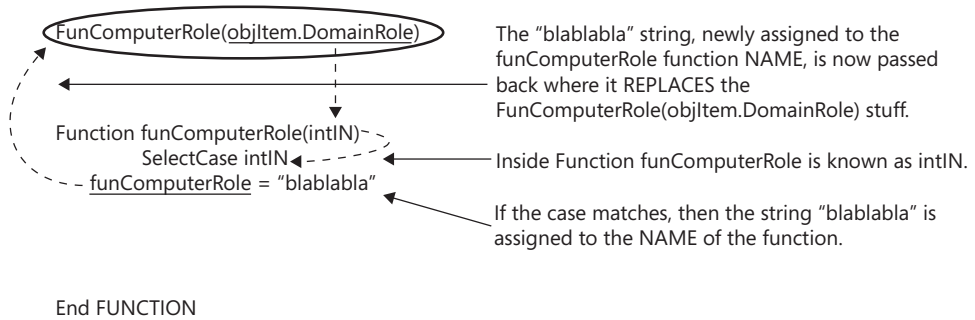 FunComputerRole(objItem.DomainRole)
The “blablabla” string, newly assigned to the
funComputerRole function NAME, is now passed
back where it REPLACES the
FunComputerRole(objItem.DomainRole) stuff.
Function funComputerRole(intIN)
SelectCase intIN
Inside Function funComputerRole is known as intIN.
funComputerRole = “blablabla”
If the case matches, then the string “blablabla” is
assigned to the NAME of the function.
End FUNCTION